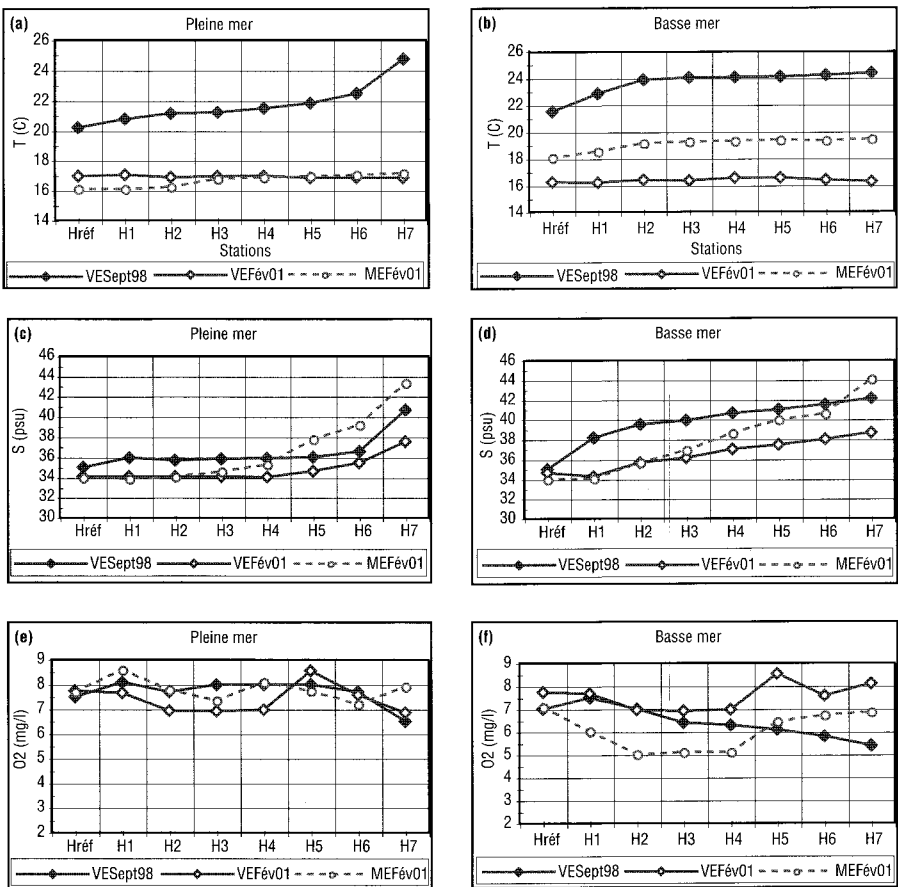 (a) Pleine mer
T (C)
26
24
22
20
18
16
14
Hréf H1 H2 H3 H4 H5 H6 H7
Stations
VESept98 VEFév01 MEFév01
(b) Basse mer
T (C)
26
24
22
20
18
16
14
12
Hréf H1 H2 H3 H4 H5 H6 H7
Stations
VESept98 VEFév01 MEFév01
(c) Pleine mer
S (psu)
46
44
42
40
38
36
34
32
30
Hréf H1 H2 H3 H4 H5 H6 H7
VESept98 VEFév01 MEFév01
(d) Basse mer
S (psu)
46
44
42
40
38
36
34
32
30
Hréf H1 H2 H3 H4 H5 H6 H7
VESept98 VEFév01 MEFév01
(e) Pleine mer
O2 (mg/l)
9
8
7
6
5
4
3
2
Hréf H1 H2 H3 H4 H5 H6 H7
VESept98 VEFév01 MEFév01
(f) Basse mer
O2 (mg/l)
9
8
7
6
5
4
3
2
Hréf H1 H2 H3 H4 H5 H6 H7
VESept98 VEFév01 MEFév01